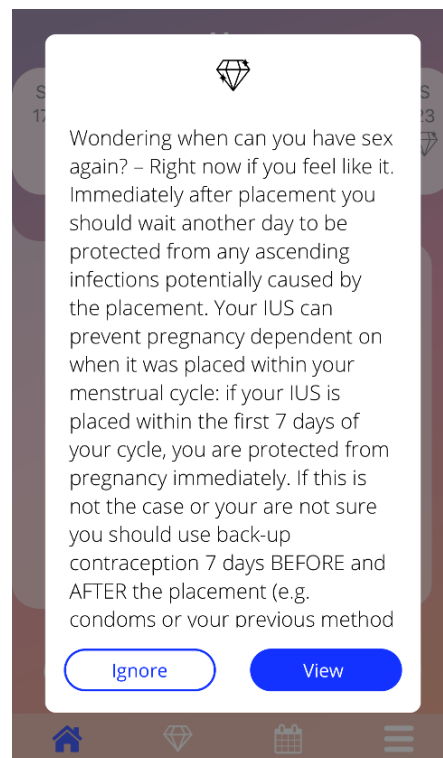 S
17
S
23
Wondering when can you have sex
again? – Right now if you feel like it.
Immediately after placement you
should wait another day to be
protected from any ascending
infections potentially caused by
the placement. Your IUS can
prevent pregnancy dependent on
when it was placed within your
menstrual cycle: if your IUS is
placed within the first 7 days of
your cycle, you are protected from
pregnancy immediately. If this is
not the case or your are not sure
you should use back-up
contraception 7 days BEFORE and
AFTER the placement (e.g.
condoms or your previous method
Ignore
View